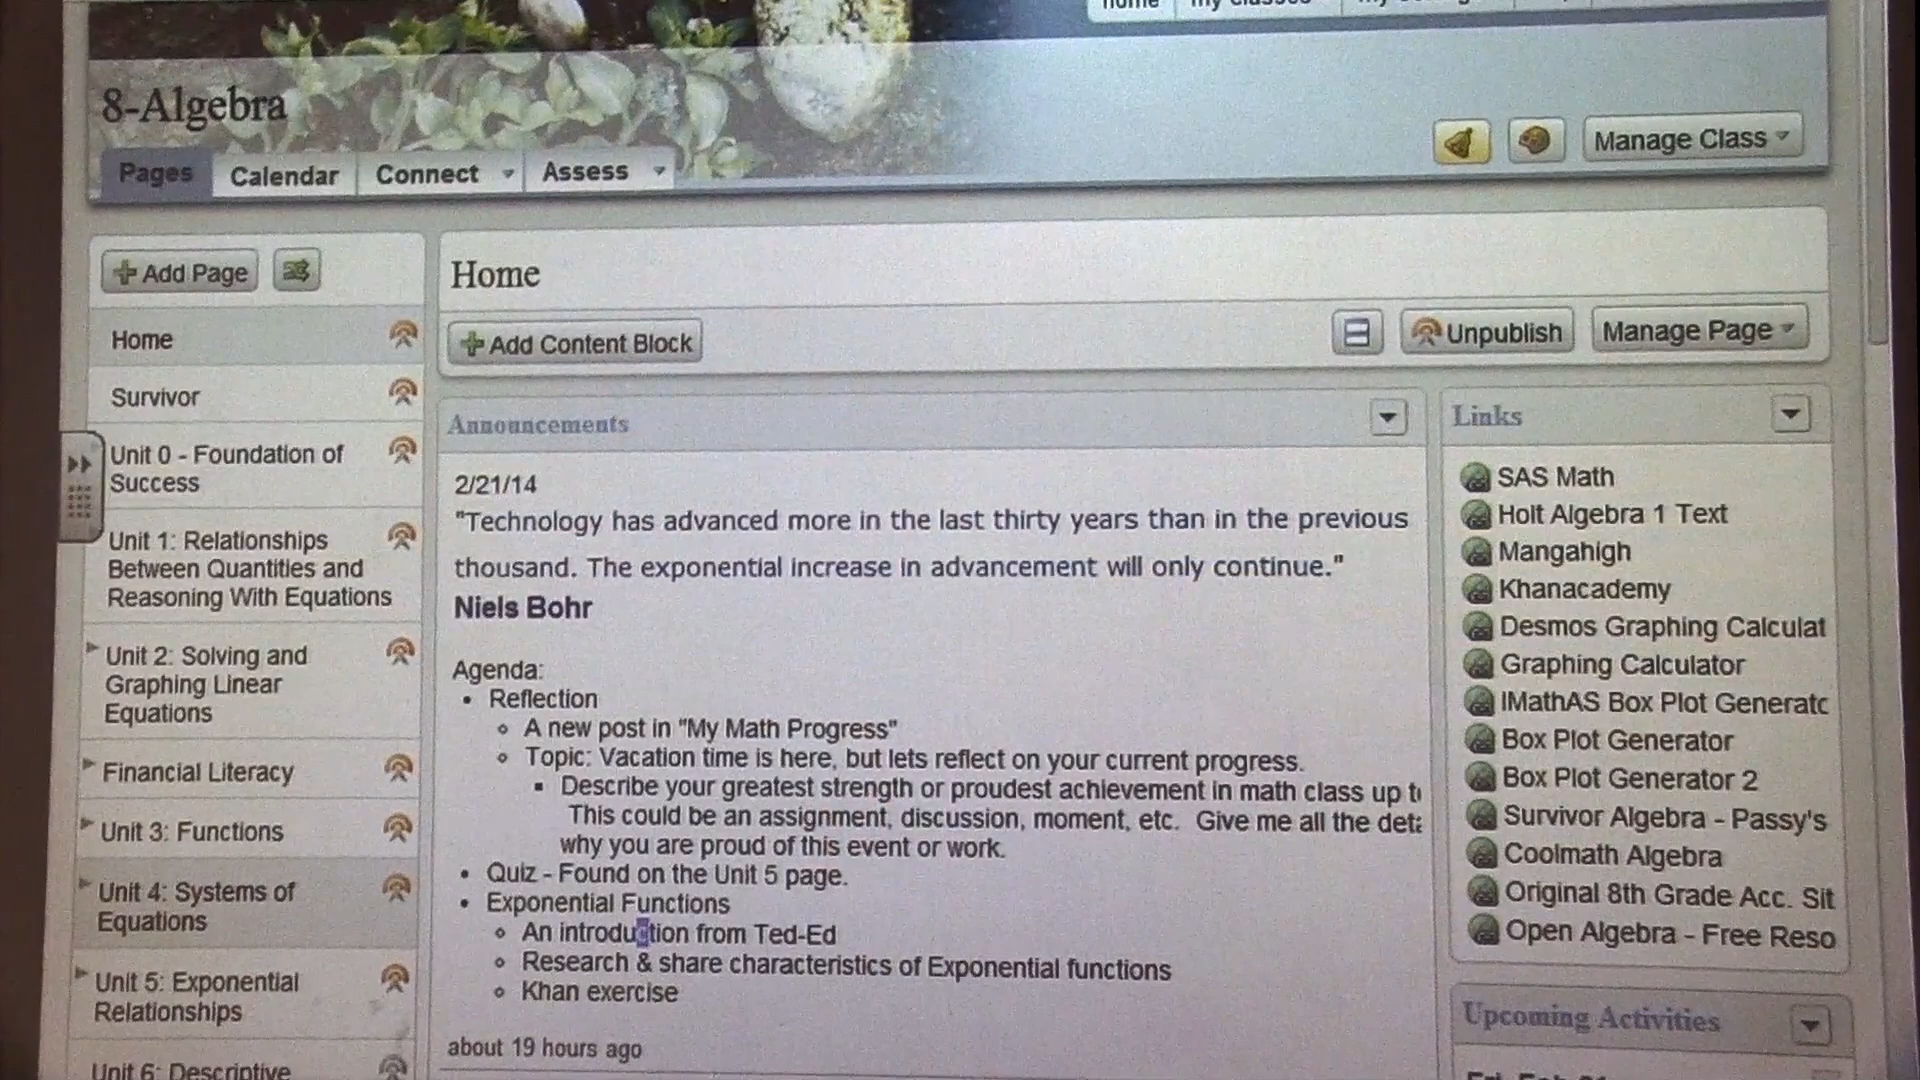 8-Algebra
Pages
Calendar
Connect
Assess
Manage Class
Add Page
Home
Survivor
Unit 0 - Foundation of
Success
Unit 1: Relationships
Between Quantities and
Reasoning With Equations
Unit 2: Solving and
Graphing Linear
Equations
Financial Literacy
Unit 3: Functions
Unit 4: Systems of
Equations
Unit 5: Exponential
Relationships
Unit 6: Descriptive
Home
Add Content Block
Unpublish
Manage Page
Announcements
2/21/14
"Technology has advanced more in the last thirty years than in the previous
thousand. The exponential increase in advancement will only continue."
Niels Bohr
Agenda:
• Reflection
A new post in "My Math Progress"
Topic: Vacation time is here, but lets reflect on your current progress.
Describe your greatest strength or proudest achievement in math class up
This could be an assignment, discussion, moment, etc. Give me all the
why you are proud of this event or work.
• Quiz - Found on the Unit 5 page.
• Exponential Functions
An introduction from Ted-Ed
Research & share characteristics of Exponential functions
Khan exercise
about 19 hours ago
Links
SAS Math
Holt Algebra 1 Text
Mangahigh
Khanacademy
Desmos Graphing Calculat
Graphing Calculator
IMathAS Box Plot Generato
Box Plot Generator
Box Plot Generator 2
Survivor Algebra - Passy's
Coolmath Algebra
Original 8th Grade Acc. Sit
Open Algebra - Free Reso
Upcoming Activities